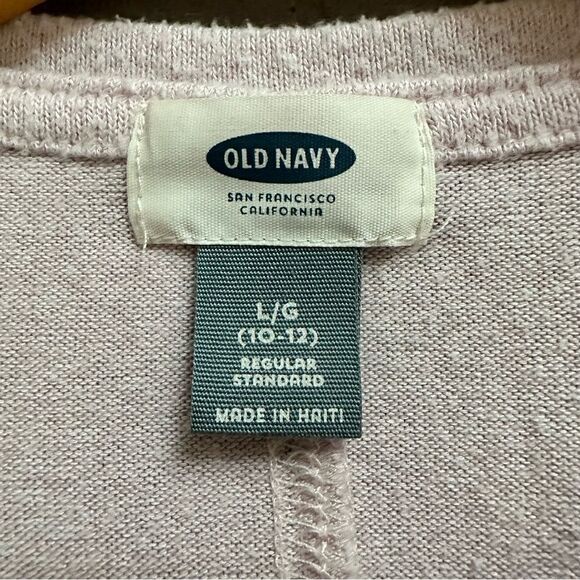 OLD NAVY
SAN FRANCISCO
CALIFORNIA
L/G
(10-12)
REGULAR
STANDARD
MADE IN HAITI